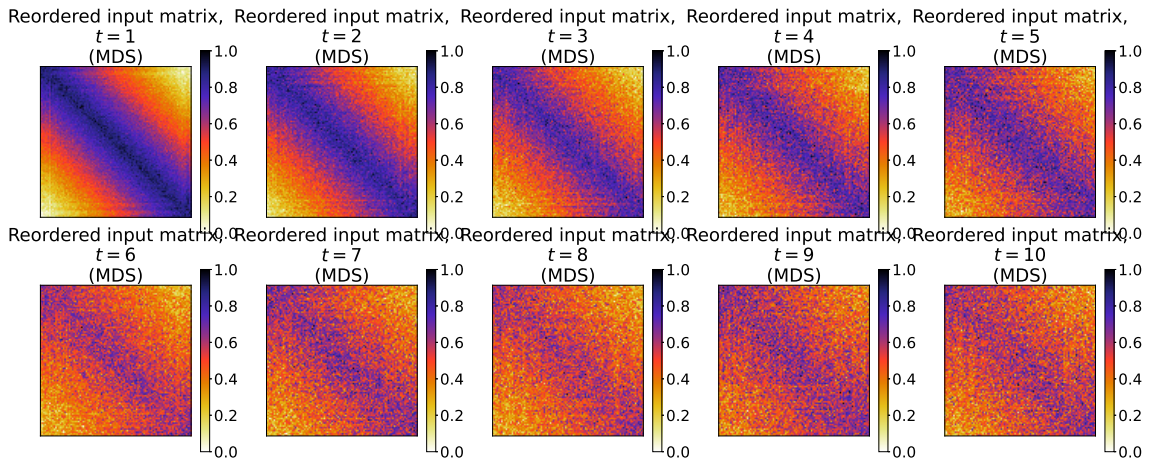 Reordered input matrix, Reordered input matrix, Reordered input matrix, Reordered input matrix, Reordered input matrix,
t = 1 t = 2 t = 3 t = 4 t = 5
(MDS) (MDS) (MDS) (MDS) (MDS)
1.0 1.0 1.0 1.0 1.0
0.8 0.8 0.8 0.8 0.8
0.6 0.6 0.6 0.6 0.6
0.4 0.4 0.4 0.4 0.4
0.2 0.2 0.2 0.2 0.2
0.0 0.0 0.0 0.0 0.0
Reordered input matrix, Reordered input matrix, Reordered input matrix, Reordered input matrix, Reordered input matrix,
t = 6 t = 7 t = 8 t = 9 t = 10
(MDS) (MDS) (MDS) (MDS) (MDS)
1.0 1.0 1.0 1.0 1.0
0.8 0.8 0.8 0.8 0.8
0.6 0.6 0.6 0.6 0.6
0.4 0.4 0.4 0.4 0.4
0.2 0.2 0.2 0.2 0.2
0.0 0.0 0.0 0.0 0.0